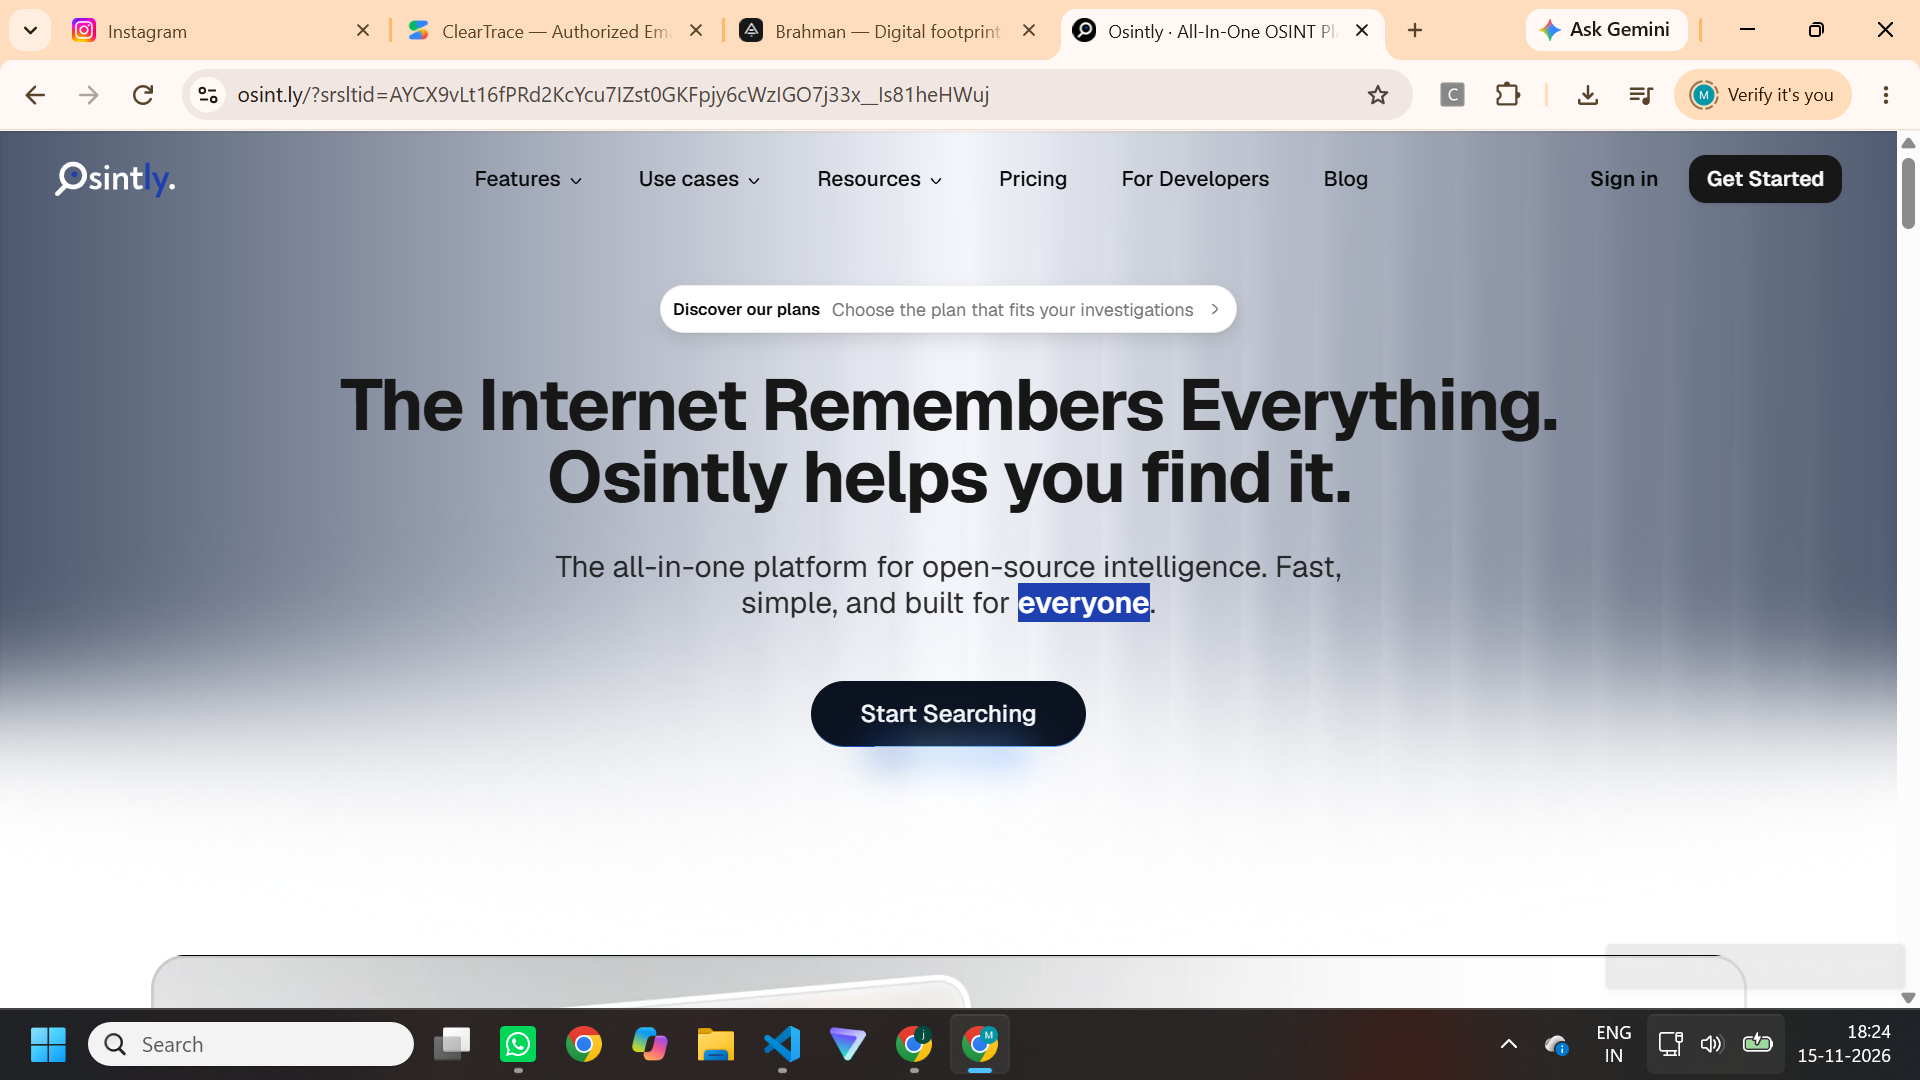 Instagram
ClearTrace — Authorized Em
Brahman — Digital footprint
Osintly · All-In-One OSINT Pl
Ask Gemini
osint.ly/?srsltid=AYCX9vLt16fPRd2KcYcu7IZst0GKFpjy6cWzIGO7j33x__Is81heHWuj
C
M
Verify it's you
Osintly.
Features
Use cases
Resources
Pricing
For Developers
Blog
Sign in
Get Started
Discover our plans Choose the plan that fits your investigations
The Internet Remembers Everything.
Osintly helps you find it.
The all-in-one platform for open-source intelligence. Fast,
simple, and built for everyone.
Start Searching
Search
j
M
ENG
IN
18:24
15-11-2026